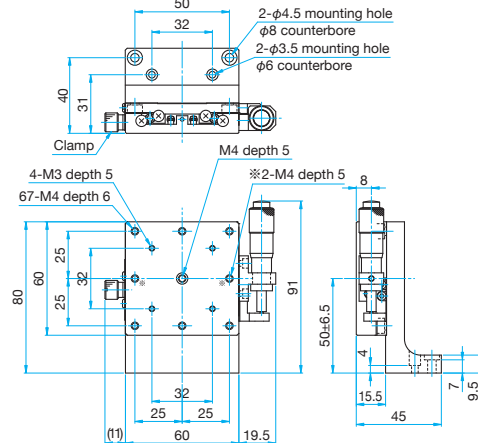 50
32
2-φ4.5 mounting hole
φ8 counterbore
2-φ3.5 mounting hole
φ6 counterbore
40
31
Clamp
M4 depth 5
4-M3 depth 5
※2-M4 depth 5
67-M4 depth 6
8
80
60
25
32
25
※
※
91
50±6.5
4
7
9.5
32
25
25
15.5
45
(11)
60
19.5